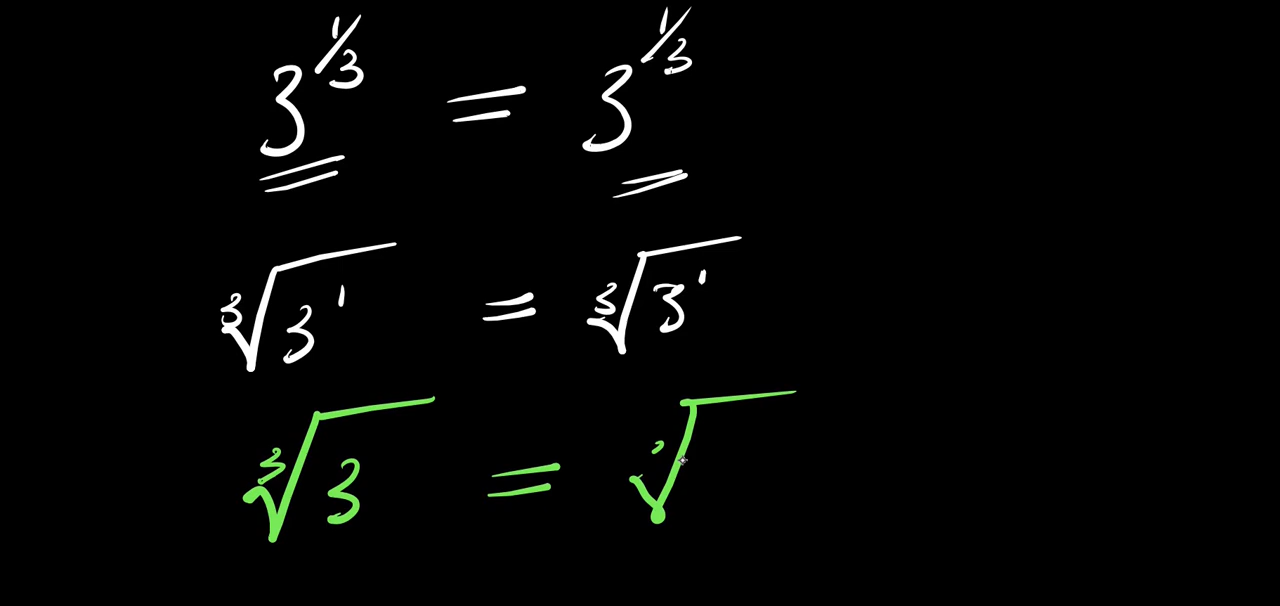 3^{1/3} = 3^{1/3}
∛3¹ = ∛3¹
∛3 = √